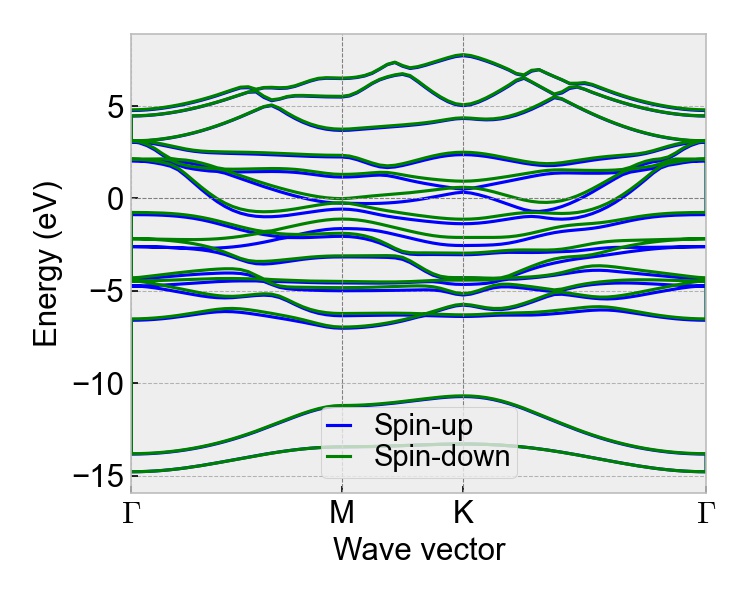 Energy (eV)
5
0
−5
−10
−15
Spin-up
Spin-down
Γ M K Γ
Wave vector